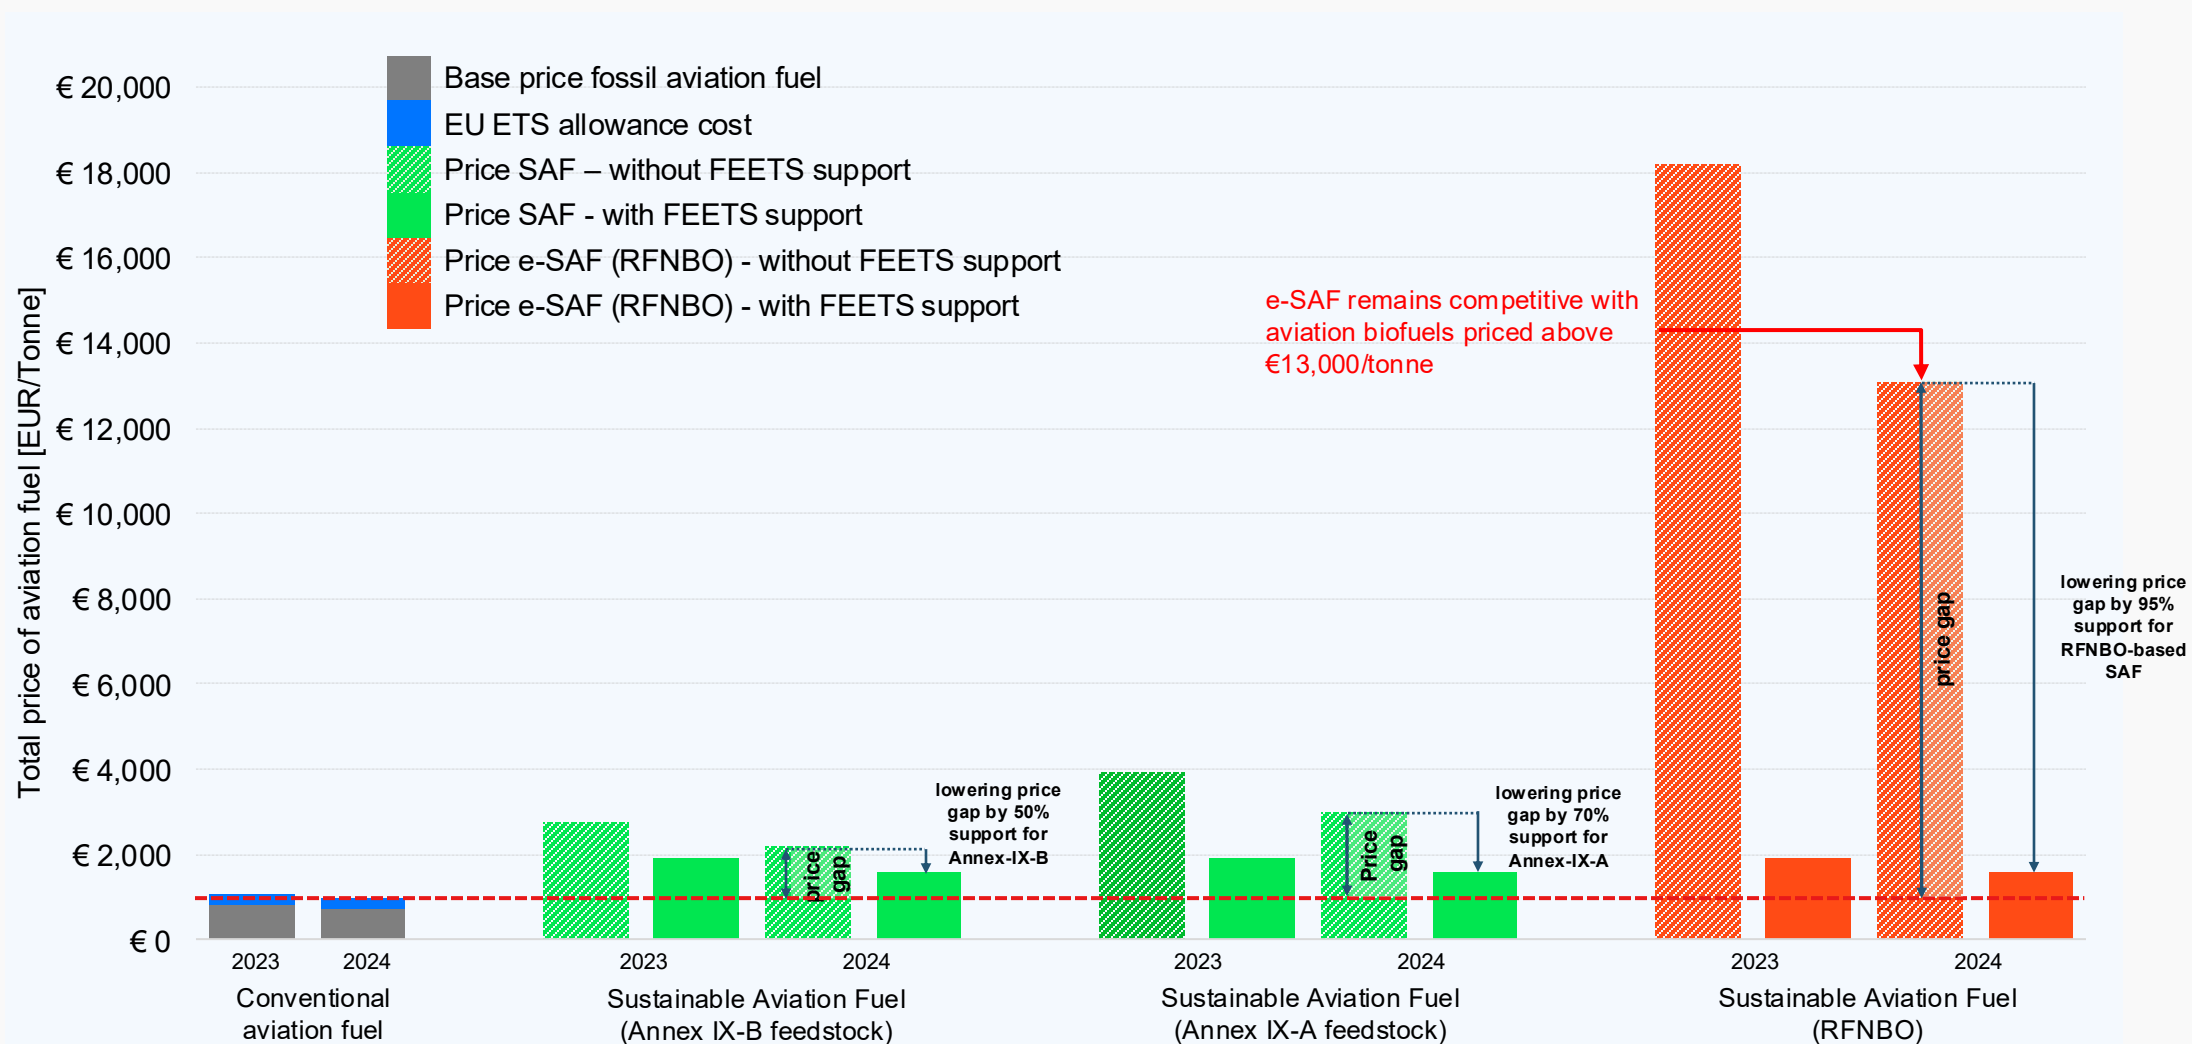 € 20,000
€ 18,000
€ 16,000
€ 14,000
€ 12,000
€ 10,000
€ 8,000
€ 6,000
€ 4,000
€ 2,000
€ 0
Total price of aviation fuel [EUR/Tonne]
Base price fossil aviation fuel
EU ETS allowance cost
Price SAF – without FEETS support
Price SAF - with FEETS support
Price e-SAF (RFNBO) - without FEETS support
Price e-SAF (RFNBO) - with FEETS support
e-SAF remains competitive with
aviation biofuels priced above
€13,000/tonne
price
gap
lowering price
gap by 50%
support for
Annex-IX-B
Price
gap
lowering price
gap by 70%
support for
Annex-IX-A
price gap
lowering price
gap by 95%
support for
RFNBO-based
SAF
2023
2024
2023
2024
2023
2024
2023
2024
Conventional
aviation fuel
Sustainable Aviation Fuel
(Annex IX-B feedstock)
Sustainable Aviation Fuel
(Annex IX-A feedstock)
Sustainable Aviation Fuel
(RFNBO)